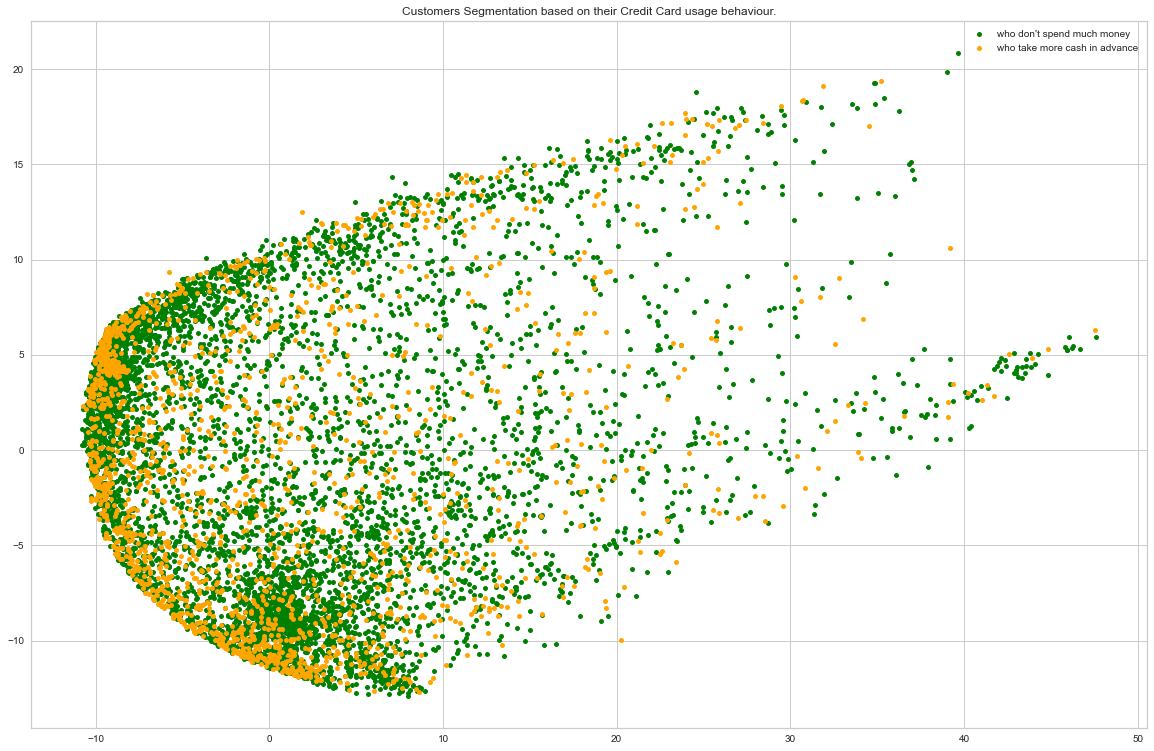 Customers Segmentation based on their Credit Card usage behaviour.
who don't spend much money
who take more cash in advance
20
15
10
5
0
−5
−10
−10 0 10 20 30 40 50